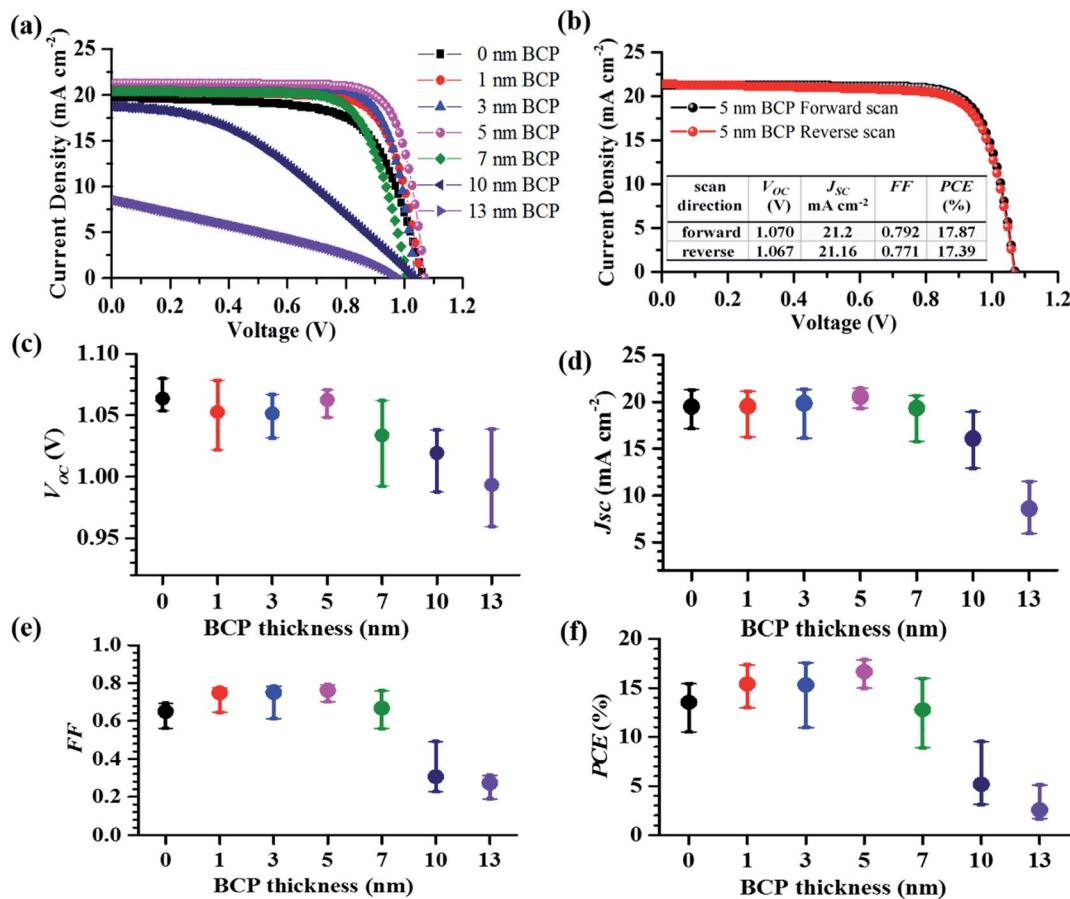 (a)
Current Density (mA cm⁻²)
25
20
15
10
5
0
0.0 0.2 0.4 0.6 0.8 1.0 1.2
Voltage (V)
0 nm BCP
1 nm BCP
3 nm BCP
5 nm BCP
7 nm BCP
10 nm BCP
13 nm BCP
(b)
Current Density (mA cm⁻²)
25
20
15
10
5
0
0.0 0.2 0.4 0.6 0.8 1.0 1.2
Voltage (V)
5 nm BCP Forward scan
5 nm BCP Reverse scan
scan direction V_OC (V) J_SC mA cm⁻² FF PCE (%)
forward 1.070 21.2 0.792 17.87
reverse 1.067 21.16 0.771 17.39
(c)
V_OC (V)
1.10
1.05
1.00
0.95
0 1 3 5 7 10 13
BCP thickness (nm)
(d)
Jsc (mA cm⁻²)
25
20
15
10
5
0 1 3 5 7 10 13
BCP thickness (nm)
(e)
FF
1.0
0.8
0.6
0.4
0.2
0.0
0 1 3 5 7 10 13
BCP thickness (nm)
(f)
PCE (%)
20
15
10
5
0
0 1 3 5 7 10 13
BCP thickness (nm)